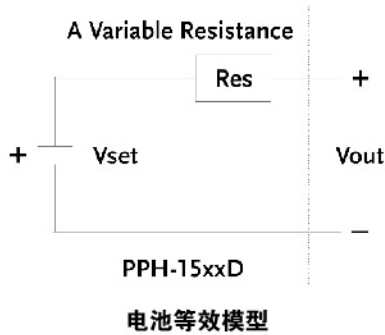 A Variable Resistance
Res
+
+
Vset
Vout
−
PPH-15xxD
电池等效模型